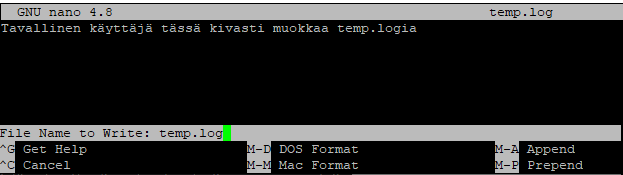 GNU nano 4.8 temp.log
Tavallinen käyttäjä tässä kivasti muokkaa temp.logia
File Name to Write: temp.log
^G Get Help M-D DOS Format M-A Append
^C Cancel M-M Mac Format M-P Prepend